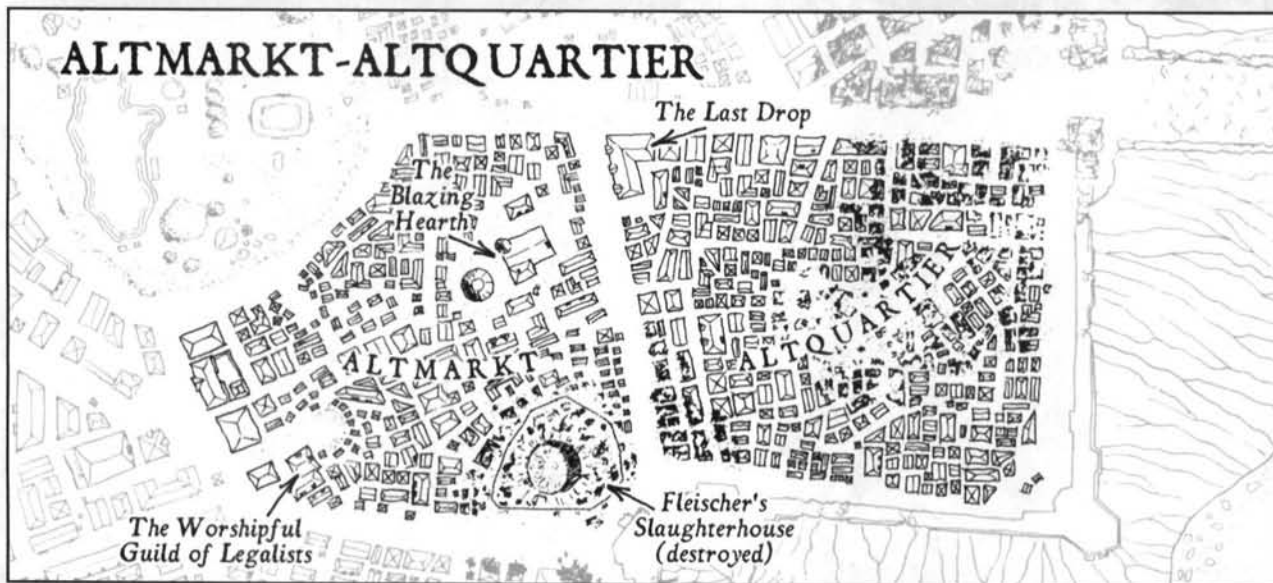 ALTMARKT-ALTQUARTIER
The Last Drop
The
Blazing
Hearth
ALTMARKT
ALTQUARTIER
The Worshipful
Guild of Legalists
Fleischer's
Slaughterhouse
(destroyed)